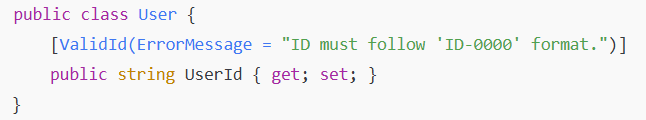 public class User {
    [ValidId(ErrorMessage = "ID must follow 'ID-0000' format.")]
    public string UserId { get; set; }
}